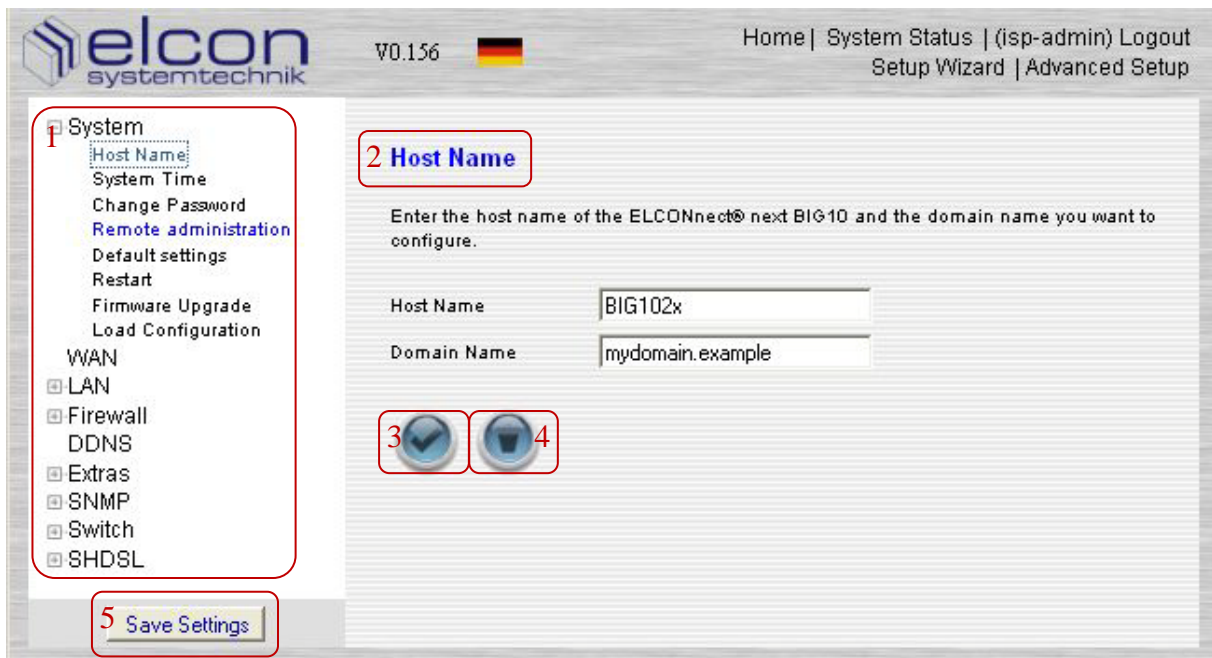 elcon
systemtechnik
V0.156
Home | System Status | (isp-admin) Logout
Setup Wizard | Advanced Setup
1
System
Host Name
System Time
Change Password
Remote administration
Default settings
Restart
Firmware Upgrade
Load Configuration
WAN
LAN
Firewall
DDNS
Extras
SNMP
Switch
SHDSL
5 Save Settings
2 Host Name
Enter the host name of the ELCONnect® next BIG10 and the domain name you want to
configure.
Host Name BIG102x
Domain Name mydomain.example
3 4